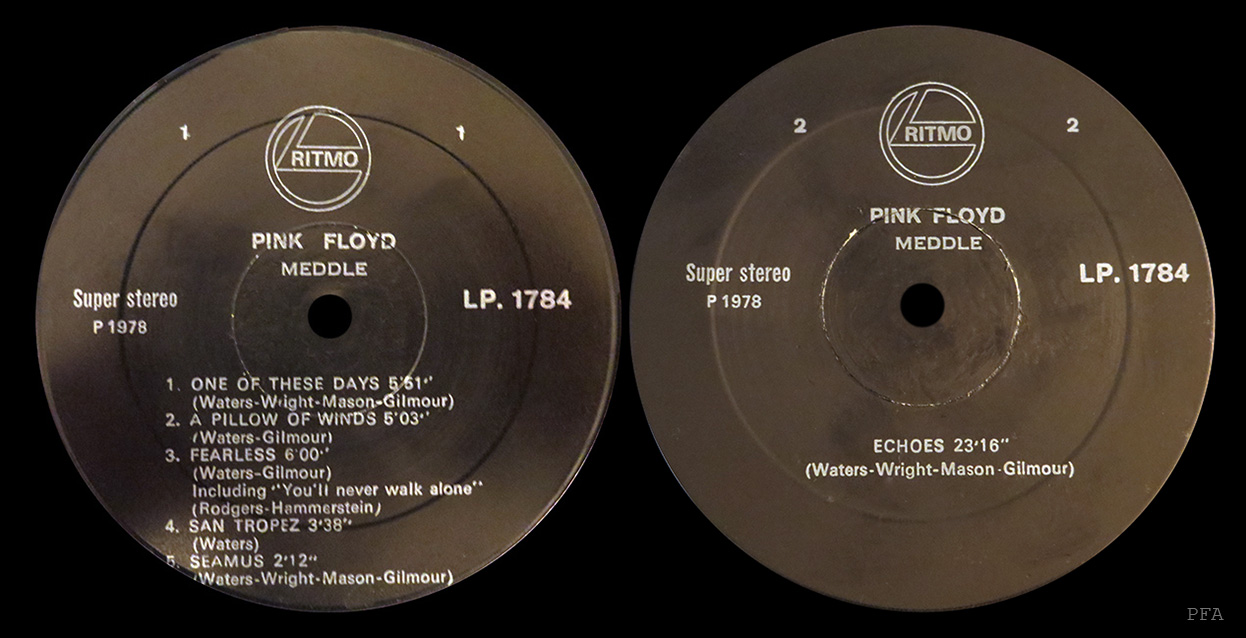 1 1
RITMO
PINK FLOYD
MEDDLE
Super stereo
P 1978
LP. 1784
1. ONE OF THESE DAYS 5'51''
(Waters-Wright-Mason-Gilmour)
2. A PILLOW OF WINDS 5'03''
(Waters-Gilmour)
3. FEARLESS 6'00''
(Waters-Gilmour)
Including "You'll never walk alone"
(Rodgers-Hammerstein)
4. SAN TROPEZ 3'38''
(Waters)
5. SEAMUS 2'12''
(Waters-Wright-Mason-Gilmour)
2 2
RITMO
PINK FLOYD
MEDDLE
Super stereo
P 1978
LP. 1784
ECHOES 23'16''
(Waters-Wright-Mason-Gilmour)
PFA